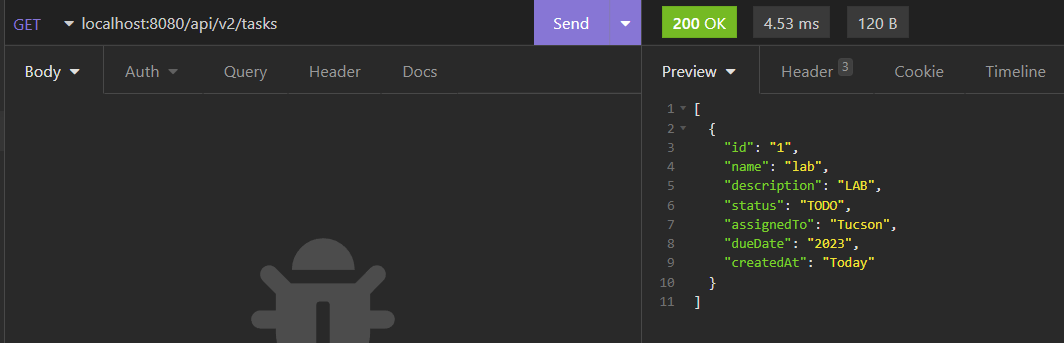 GET localhost:8080/api/v2/tasks Send 200 OK 4.53 ms 120 B
Body Auth Query Header Docs Preview Header 3 Cookie Timeline
1 [
2 {
3 "id": "1",
4 "name": "lab",
5 "description": "LAB",
6 "status": "TODO",
7 "assignedTo": "Tucson",
8 "dueDate": "2023",
9 "createdAt": "Today"
10 }
11 ]